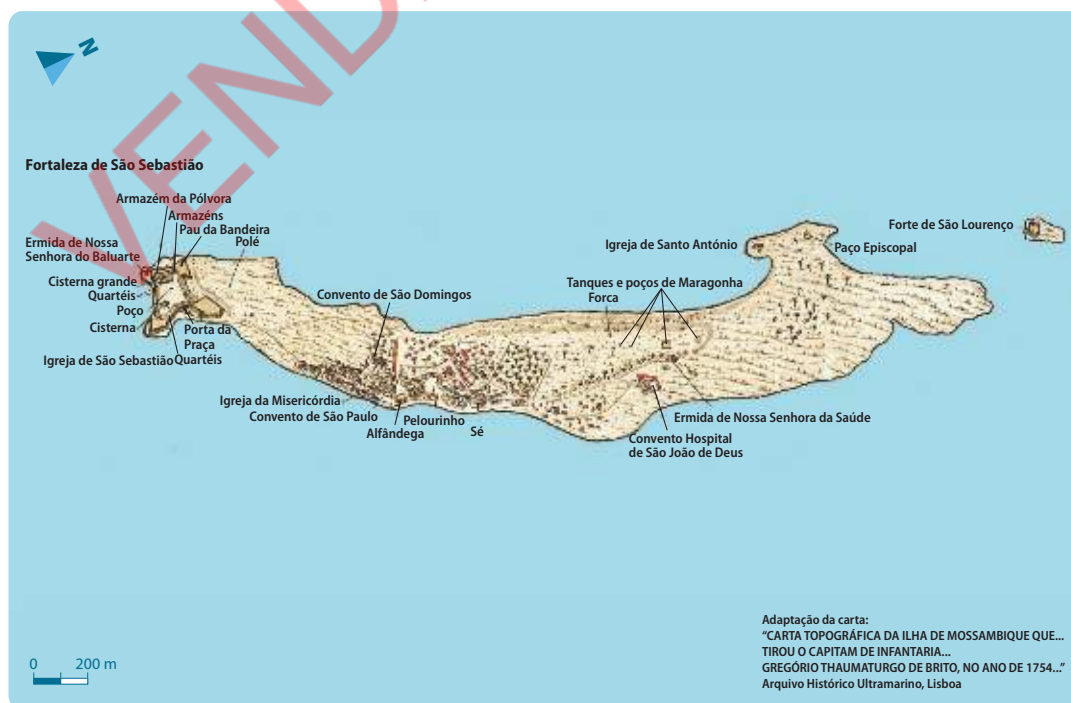 N
VEND
Fortaleza de São Sebastião
Armazém da Pólvora
Armazéns
Pau da Bandeira
Polé
Ermida de Nossa
Senhora do Baluarte
Cisterna grande
Quartéis
Poço
Cisterna
Porta da
Praça
Igreja de São Sebastião
Quartéis
Convento de São Domingos
Igreja da Misericórdia
Convento de São Paulo
Alfândega
Pelourinho
Sé
Igreja de Santo António
Paço Episcopal
Forte de São Lourenço
Tanques e poços de Maragonha
Forca
Ermida de Nossa Senhora da Saúde
Convento Hospital
de São João de Deus
0 200 m
Adaptação da carta:
“CARTA TOPOGRÁFICA DA ILHA DE MOSSAMBIQUE QUE...
TIROU O CAPITAM DE INFANTARIA...
GREGÓRIO THAUMATURGO DE BRITO, NO ANO DE 1754...”
Arquivo Histórico Ultramarino, Lisboa